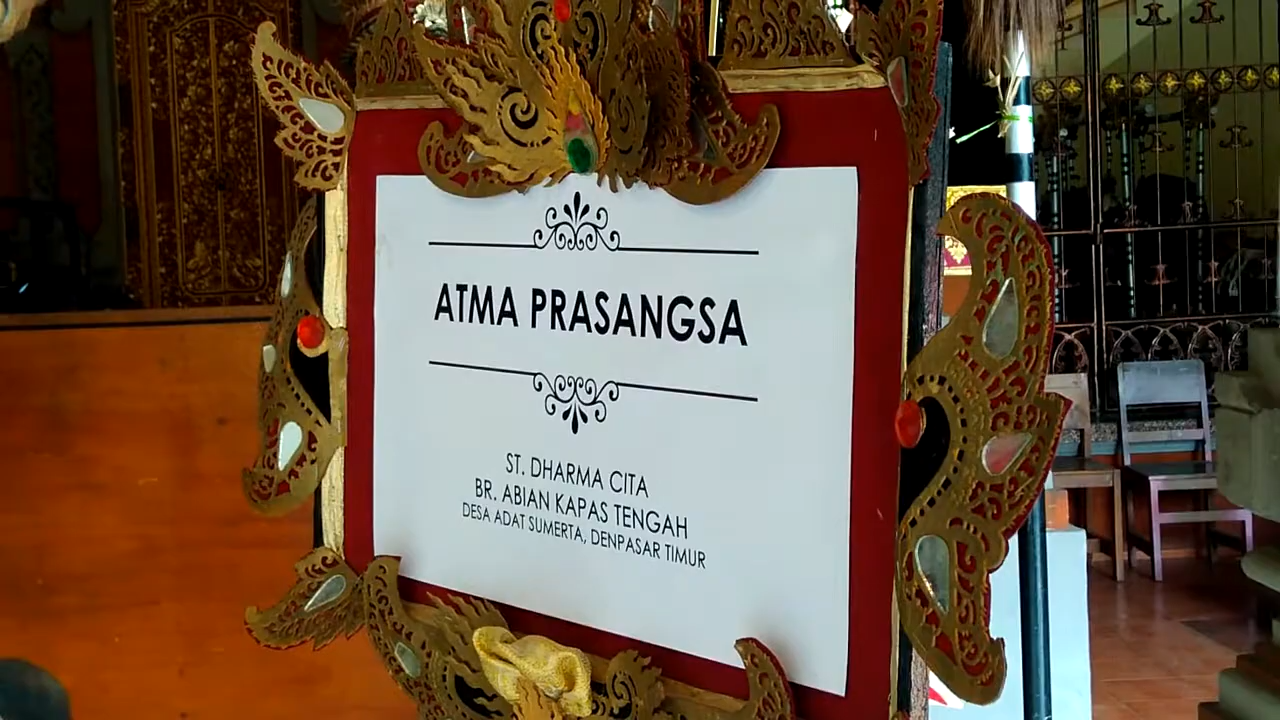 ATMA PRASANGSA
ST. DHARMA CITA
BR. ABIAN KAPAS TENGAH
DESA ADAT SUMERTA, DENPASAR TIMUR